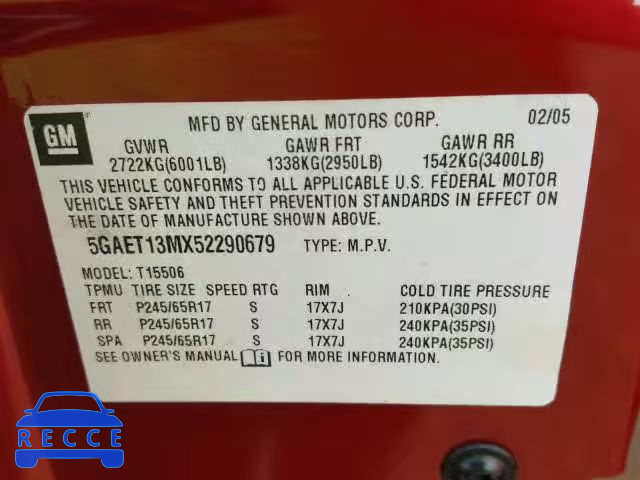 GM
MFD BY GENERAL MOTORS CORP. 02/05
GVWR GAWR FRT GAWR RR
2722KG(6001LB) 1338KG(2950LB) 1542KG(3400LB)
THIS VEHICLE CONFORMS TO ALL APPLICABLE U.S. FEDERAL MOTOR
VEHICLE SAFETY AND THEFT PREVENTION STANDARDS IN EFFECT ON
THE DATE OF MANUFACTURE SHOWN ABOVE.
5GAET13MX52290679 TYPE: M.P.V.
MODEL: T15506
TPMU TIRE SIZE SPEED RTG RIM COLD TIRE PRESSURE
FRT P245/65R17 S 17X7J 210KPA(30PSI)
RR P245/65R17 S 17X7J 240KPA(35PSI)
SPA P245/65R17 S 17X7J 240KPA(35PSI)
SEE OWNER'S MANUAL FOR MORE INFORMATION.
RECCE